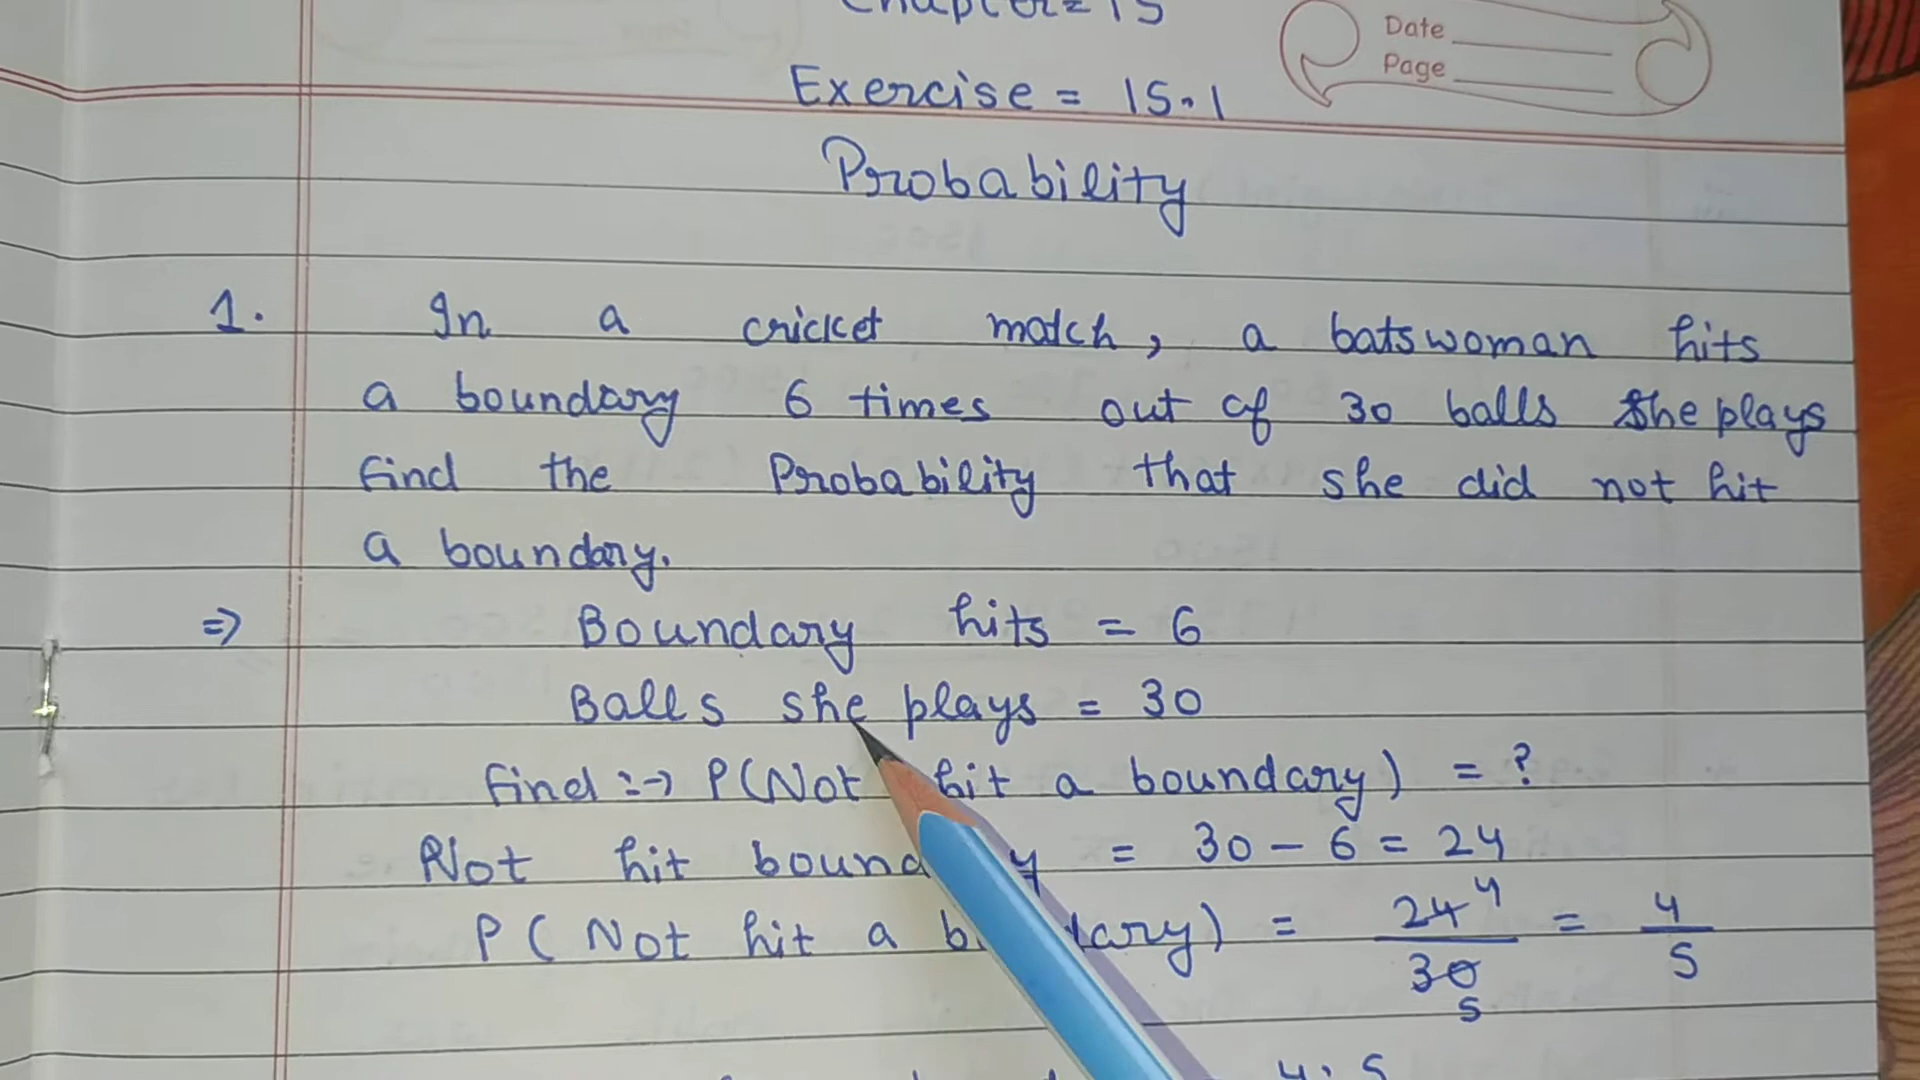 Chapter = 15
Date
Page
Exercise = 15.1
Probability
1. In a cricket match, a batswoman hits
a boundary 6 times out of 30 balls she plays
find the Probability that she did not hit
a boundary.
⇒ Boundary hits = 6
Balls she plays = 30
find :→ P(Not hit a boundary) = ?
Not hit bound y = 30 - 6 = 24
P( Not hit a b dary) = 24 4 / 30 5 = 4 / 5